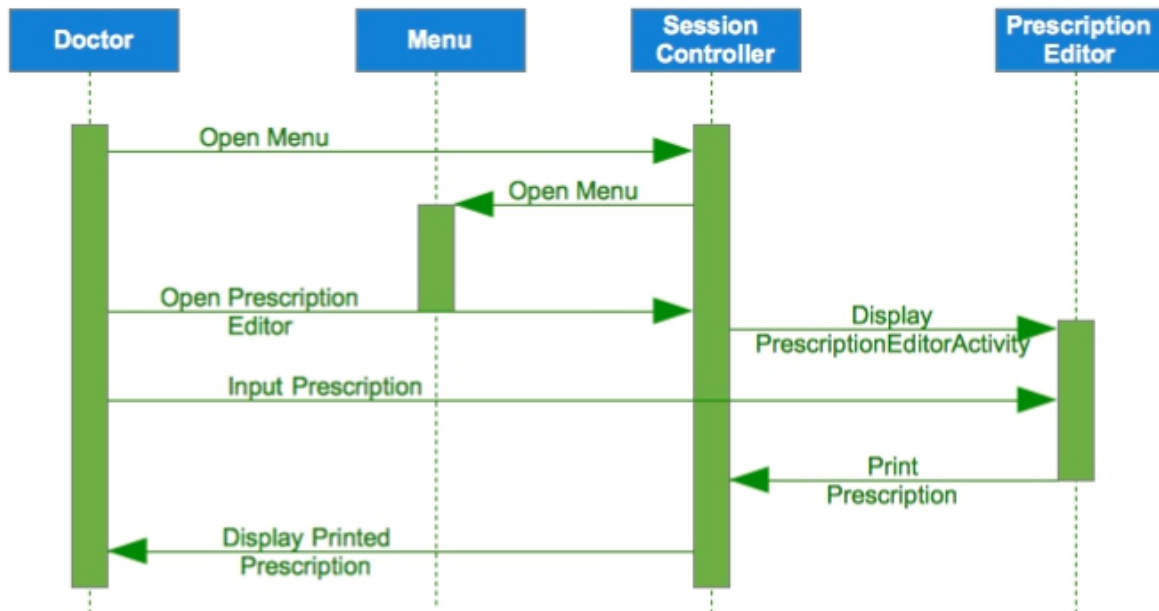 Doctor
Menu
Session
Controller
Prescription
Editor
Open Menu
Open Menu
Open Prescription
Editor
Display
PrescriptionEditorActivity
Input Prescription
Print
Prescription
Display Printed
Prescription